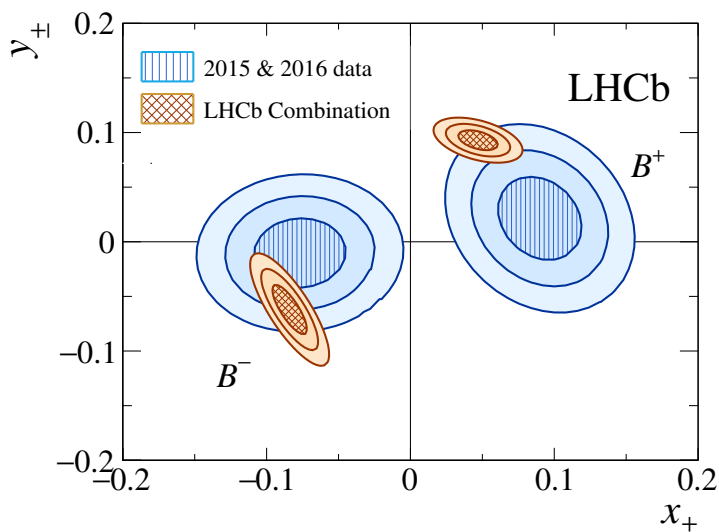 y±
0.2
2015 & 2016 data
LHCb Combination
LHCb
0.1
B⁺
0
−0.1
B⁻
−0.2
−0.2 −0.1 0 0.1 0.2
x₊